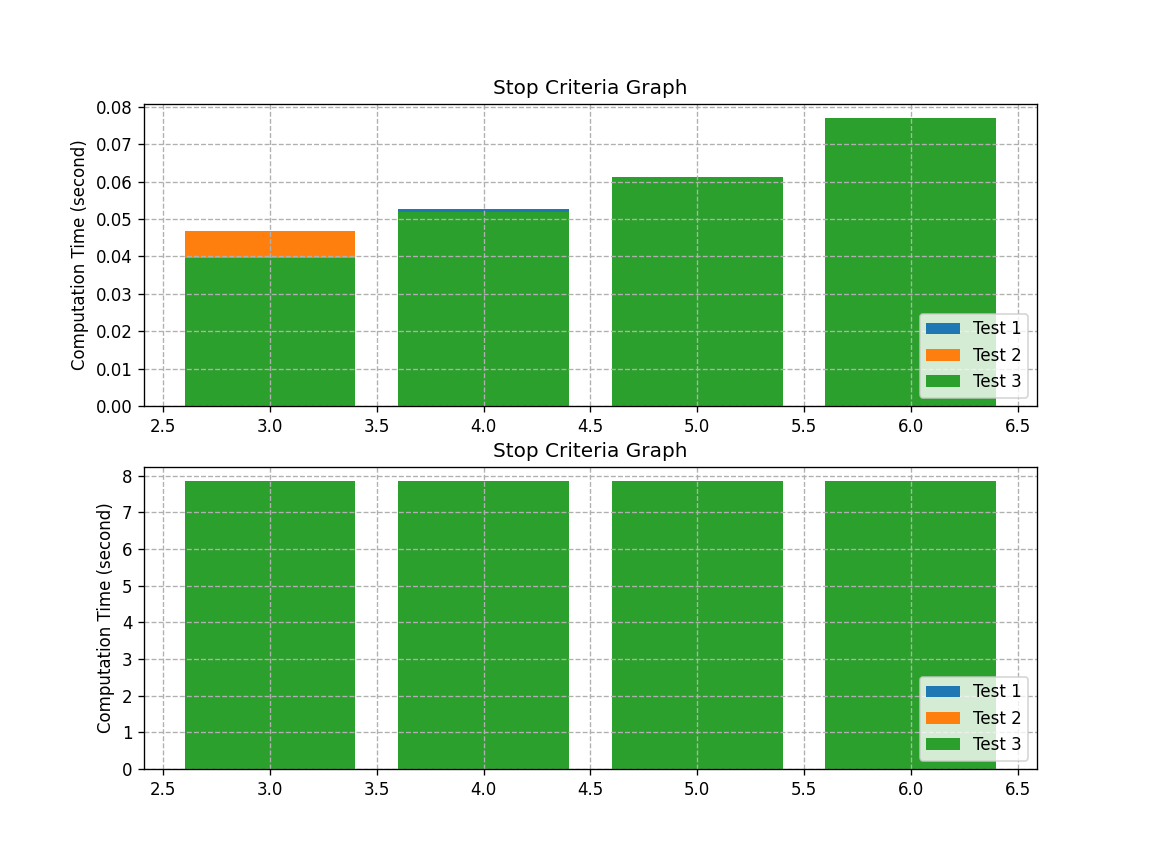 Stop Criteria Graph
Computation Time (second)
0.08
0.07
0.06
0.05
0.04
0.03
0.02
0.01
0.00
Test 1
Test 2
Test 3
2.5 3.0 3.5 4.0 4.5 5.0 5.5 6.0 6.5
Stop Criteria Graph
Computation Time (second)
8
7
6
5
4
3
2
1
0
Test 1
Test 2
Test 3
2.5 3.0 3.5 4.0 4.5 5.0 5.5 6.0 6.5